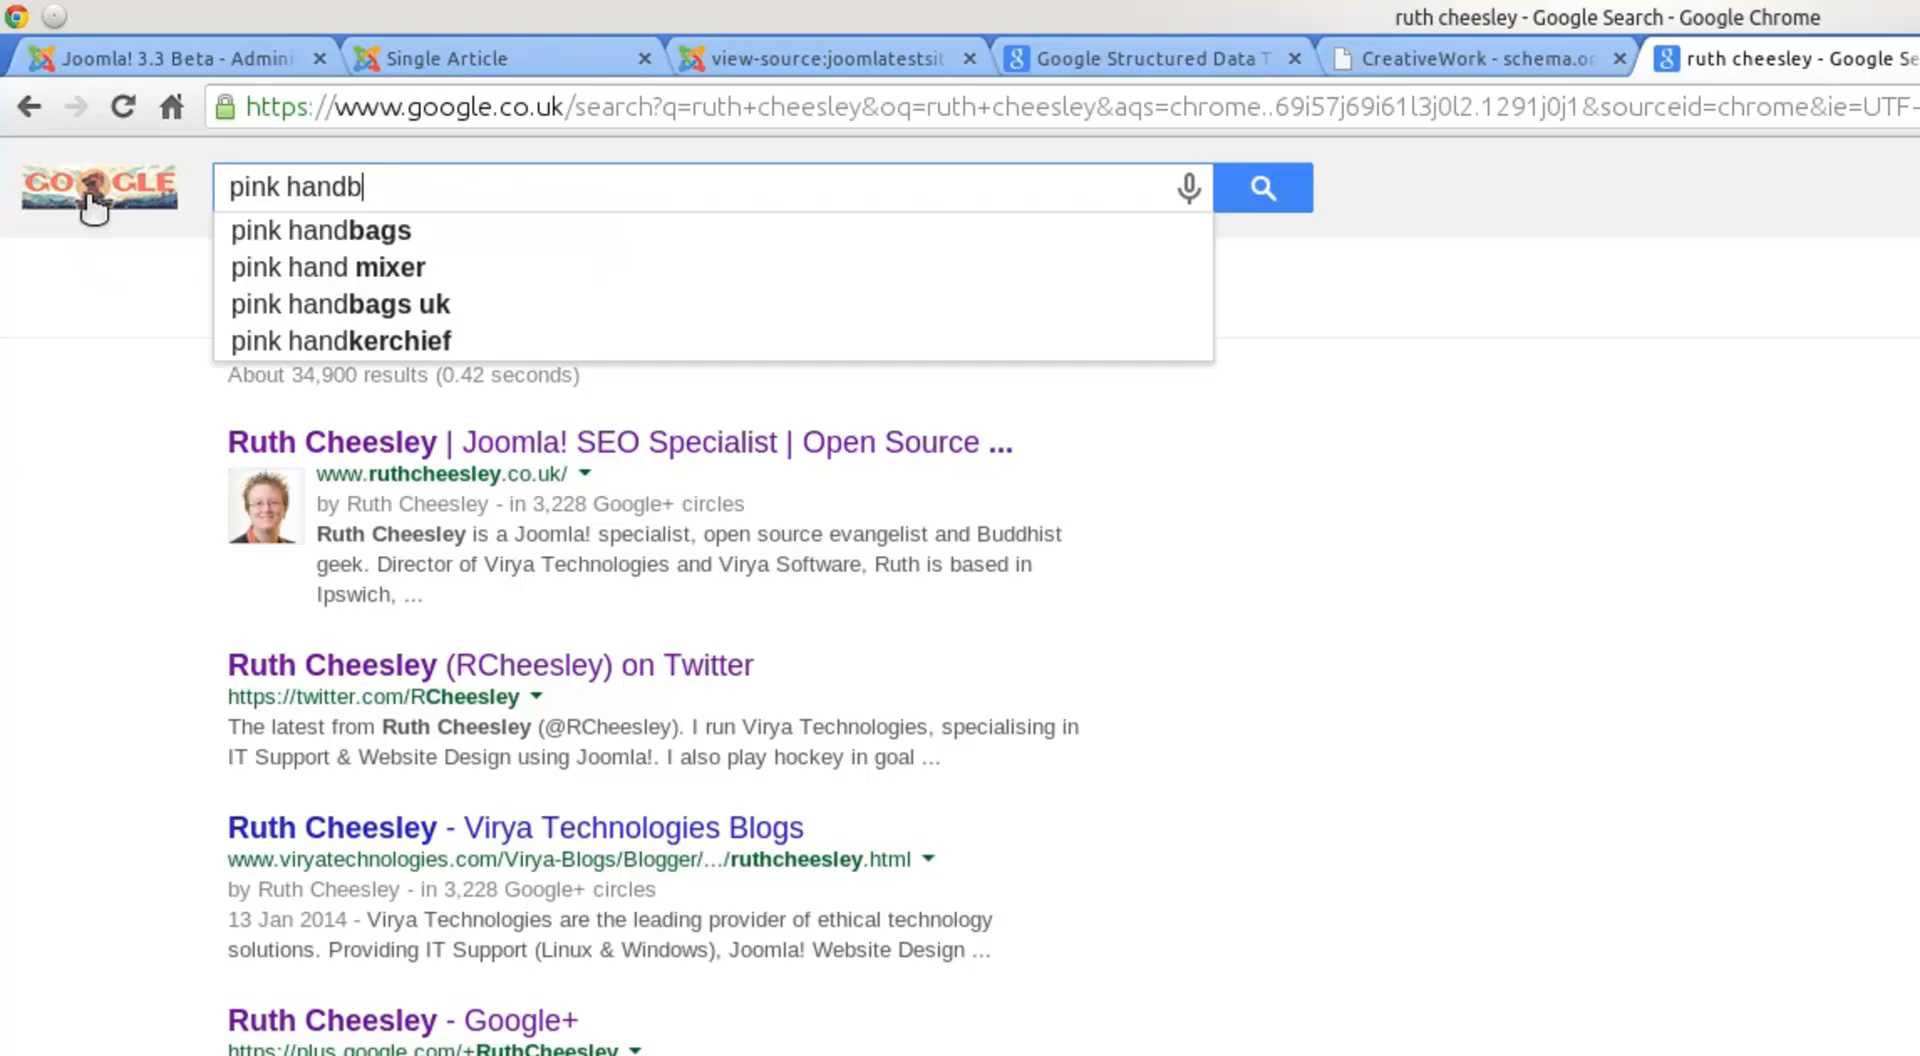 ruth cheesley - Google Search - Google Chrome
Joomla! 3.3 Beta - Admini
Single Article
view-source:joomlatestsit
Google Structured Data T
CreativeWork - schema.or
ruth cheesley - Google Se
https://www.google.co.uk/search?q=ruth+cheesley&oq=ruth+cheesley&aqs=chrome..69i57j69i61l3j0l2.1291j0j1&sourceid=chrome&ie=UTF-
GOOGLE
pink handb
pink handbags
pink hand mixer
pink handbags uk
pink handkerchief
About 34,900 results (0.42 seconds)
Ruth Cheesley | Joomla! SEO Specialist | Open Source ...
www.ruthcheesley.co.uk/
by Ruth Cheesley - in 3,228 Google+ circles
Ruth Cheesley is a Joomla! specialist, open source evangelist and Buddhist
geek. Director of Virya Technologies and Virya Software, Ruth is based in
Ipswich, ...
Ruth Cheesley (RCheesley) on Twitter
https://twitter.com/RCheesley
The latest from Ruth Cheesley (@RCheesley). I run Virya Technologies, specialising in
IT Support & Website Design using Joomla!. I also play hockey in goal ...
Ruth Cheesley - Virya Technologies Blogs
www.viryatechnologies.com/Virya-Blogs/Blogger/.../ruthcheesley.html
by Ruth Cheesley - in 3,228 Google+ circles
13 Jan 2014 - Virya Technologies are the leading provider of ethical technology
solutions. Providing IT Support (Linux & Windows), Joomla! Website Design ...
Ruth Cheesley - Google+
https://plus.google.com/+RuthCheesley